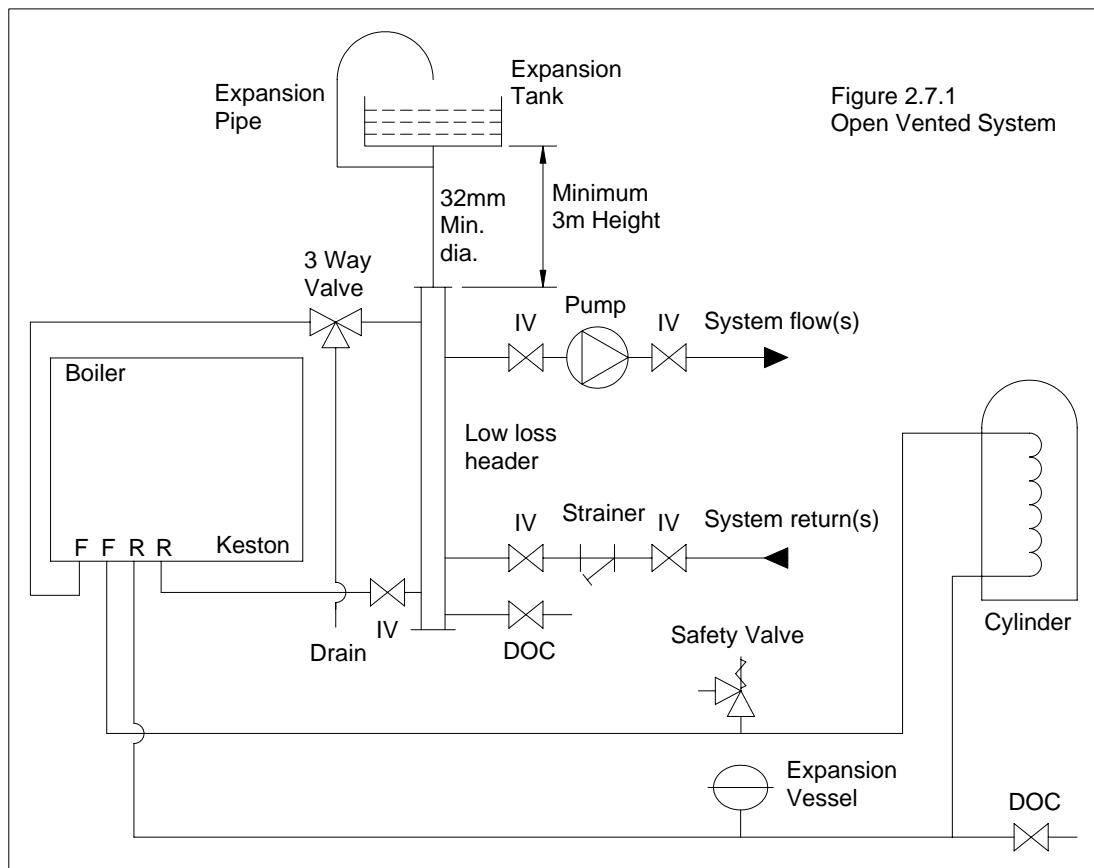 Expansion
Tank
Expansion
Pipe
Figure 2.7.1
Open Vented System
32mm
Min.
dia.
Minimum
3m Height
3 Way
Valve
IV
Pump
IV
System flow(s)
Boiler
Low loss
header
IV
Strainer
IV
System return(s)
F F R R
Keston
IV
Drain
DOC
Cylinder
Safety Valve
Expansion
Vessel
DOC